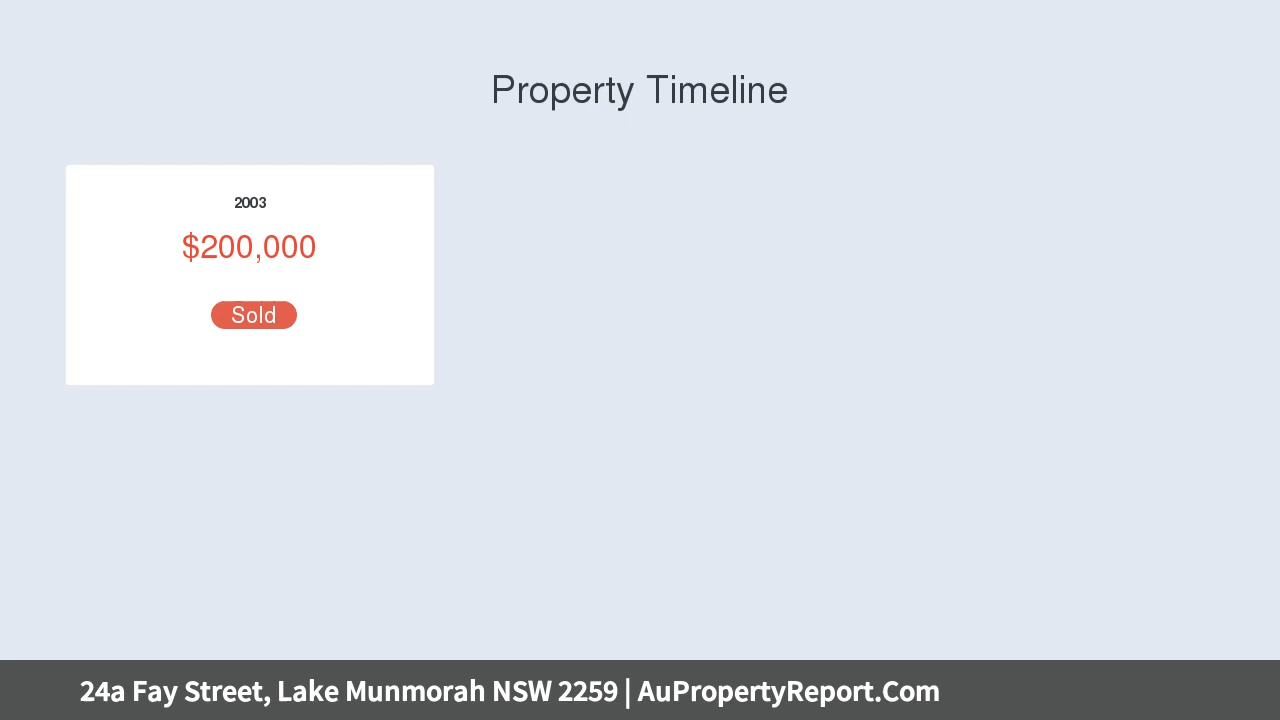 Property Timeline
2003
$200,000
Sold
24a Fay Street, Lake Munmorah NSW 2259 | AuPropertyReport.Com